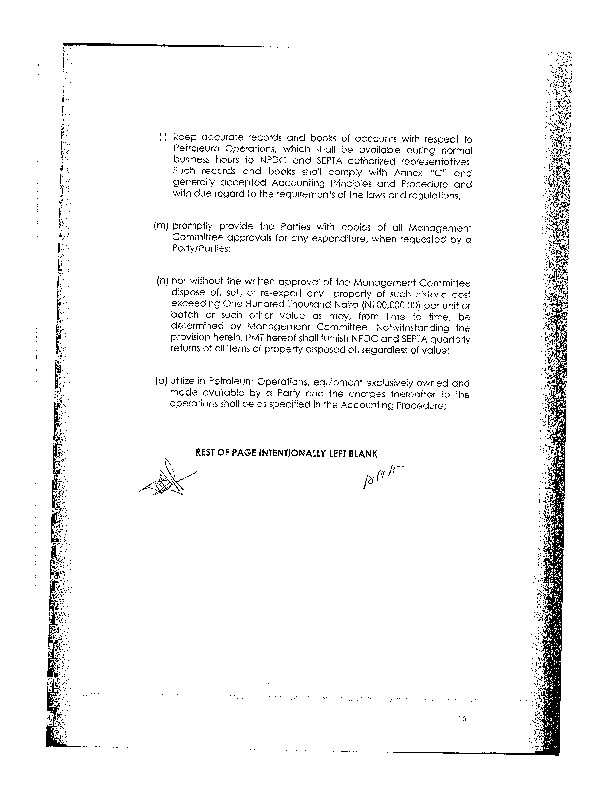 keep accurate records and books of accounts with respect to
Petroleum Operations, which shall be available during normal
business hours to NPDC and SEPTA authorized representatives.
Such records and books shall comply with Annex "C" and
generally accepted Accounting Principles and Procedure and
with due regard to the requirements of the laws and regulations;
(m) promptly provide the Parties with copies of all Management
Committee approvals for any expenditure, when requested by a
Party/Parties;
(n) not without the written approval of the Management Committee
dispose of, sell, or re-export any property of such cost
exceeding One Hundred Thousand Naira (N100,000.00) per unit or
batch or such other value as may, from time to time, be
determined by Management Committee. Notwithstanding the
provision herein, PMT hereof shall furnish NPDC and SEPTA quarterly
returns of all items of property disposed of, regardless of value;
(o) utilize in Petroleum Operations, equipment exclusively owned and
made available by a Party and the charges thereafter to the
operations shall be as specified in the Accounting Procedure;
REST OF PAGE INTENTIONALLY LEFT BLANK